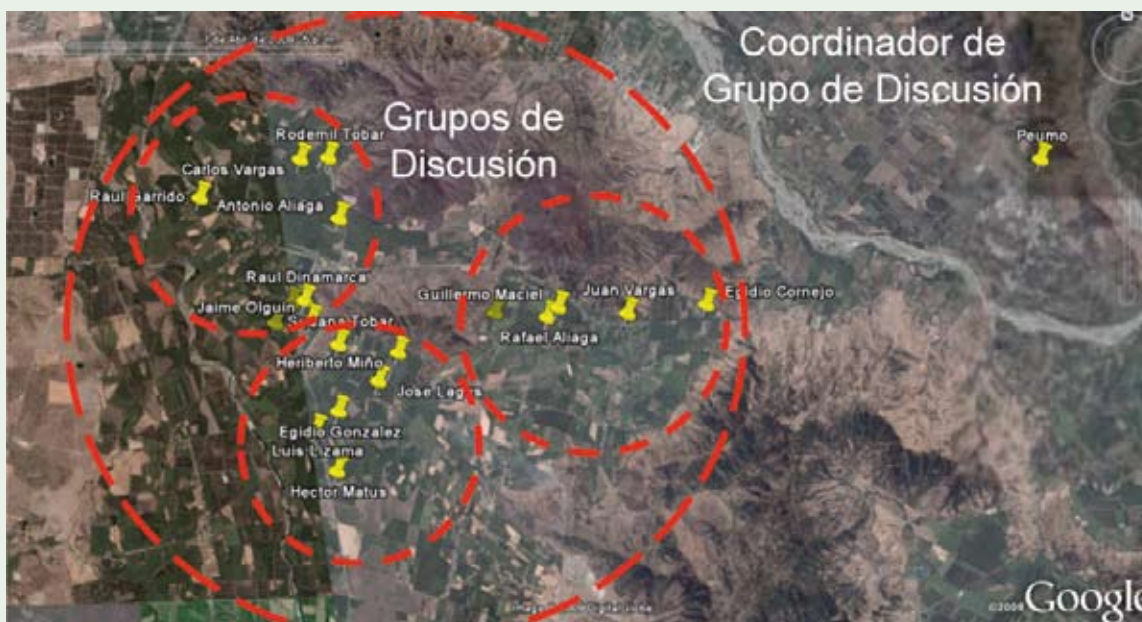 Coordinador de
Grupo de Discusión
Grupos de
Discusión
Peumo
Rodemil Tobar
Carlos Vargas
Raul Garrido
Antonio Aliaga
Raul Dinamarca
Jaime Olguin
Tobar
Guillermo Maciel
Juan Vargas
Egidio Cornejo
Rafael Aliaga
Heriberto Miño
Jose Lagos
Egidio Gonzalez
Luis Lizama
Hector Matus
Google